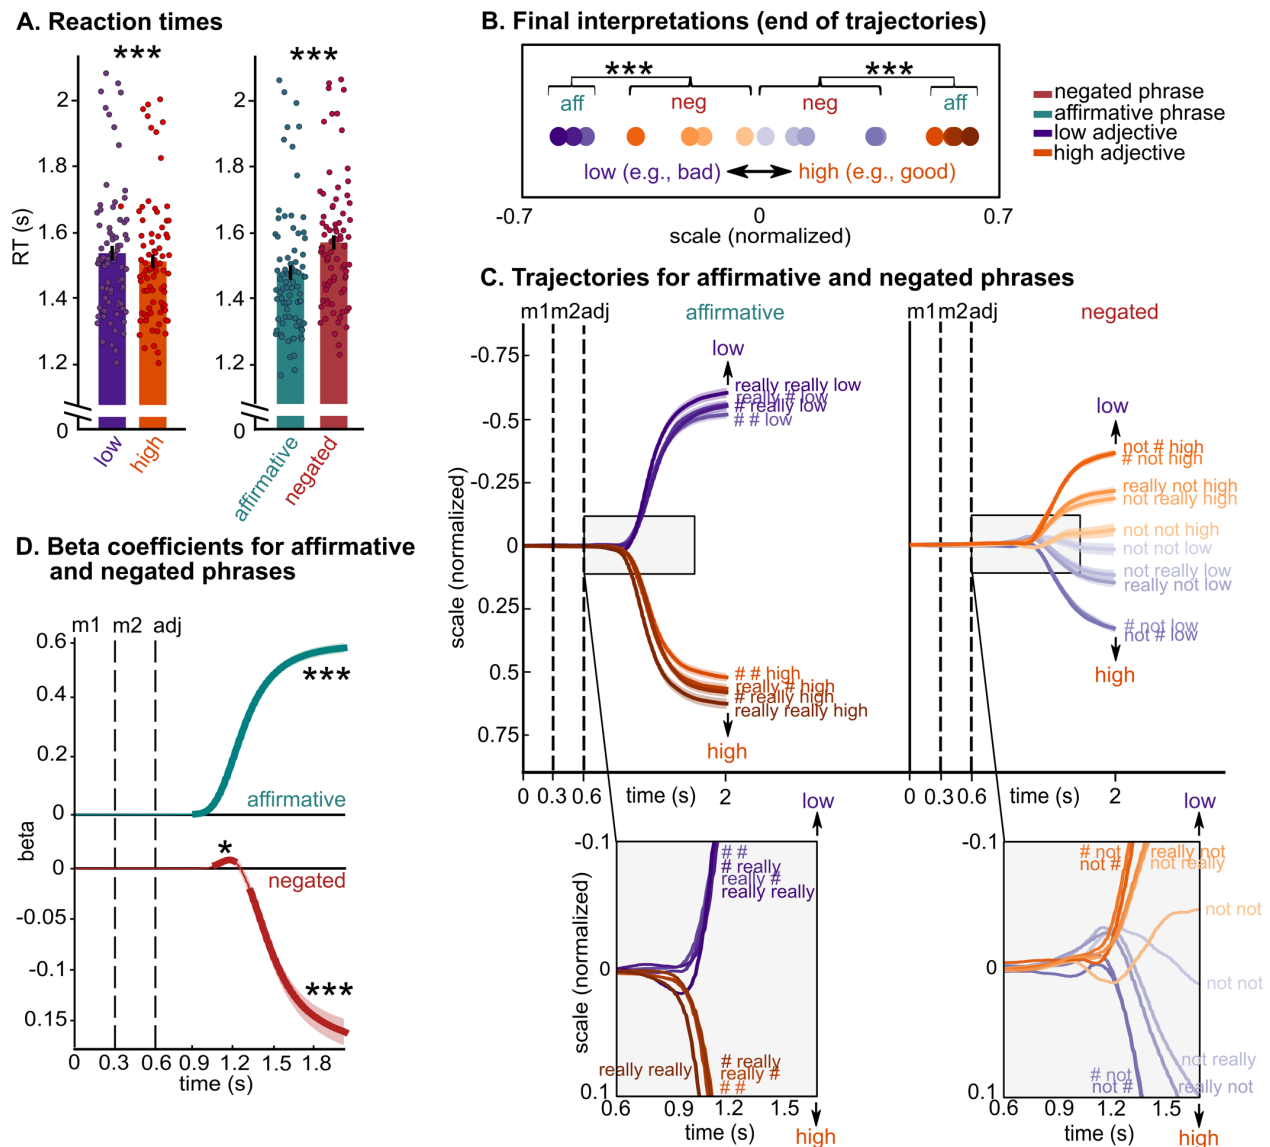 A. Reaction times
***
***
2
1.8
1.6
1.4
1.2
0
RT (s)
low
high
2
1.8
1.6
1.4
1.2
0
affirmative
negated
B. Final interpretations (end of trajectories)
***
***
aff
neg
neg
aff
low (e.g., bad)
high (e.g., good)
-0.7
0
0.7
scale (normalized)
negated phrase
affirmative phrase
low adjective
high adjective
C. Trajectories for affirmative and negated phrases
m1 m2 adj
affirmative
-0.75
-0.5
-0.25
0
0.25
0.5
0.75
scale (normalized)
low
really really low
really # low
# really low
# # low
# # high
really # high
# really high
really really high
high
0
0.3
0.6
time (s)
2
m1 m2 adj
negated
low
not # high
# not high
really not high
not really high
not not high
not not low
not really low
really not low
# not low
not # low
high
0
0.3
0.6
time (s)
2
low
-0.1
0
0.1
scale (normalized)
# #
# really
really #
really really
really really
# really
really #
# #
0.6
0.9
1.2
1.5
time (s)
high
low
-0.1
0
0.1
# not
not #
really not
not really
not not
not not
not really
really not
# not
not #
0.6
0.9
1.2
1.5
time (s)
high
D. Beta coefficients for affirmative
and negated phrases
m1
m2
adj
0.6
0.4
0.2
0
***
affirmative
beta
*
0
negated
-0.05
-0.1
0.15
***
0
0.3
0.6
0.9
1.2
1.5
1.8
time (s)